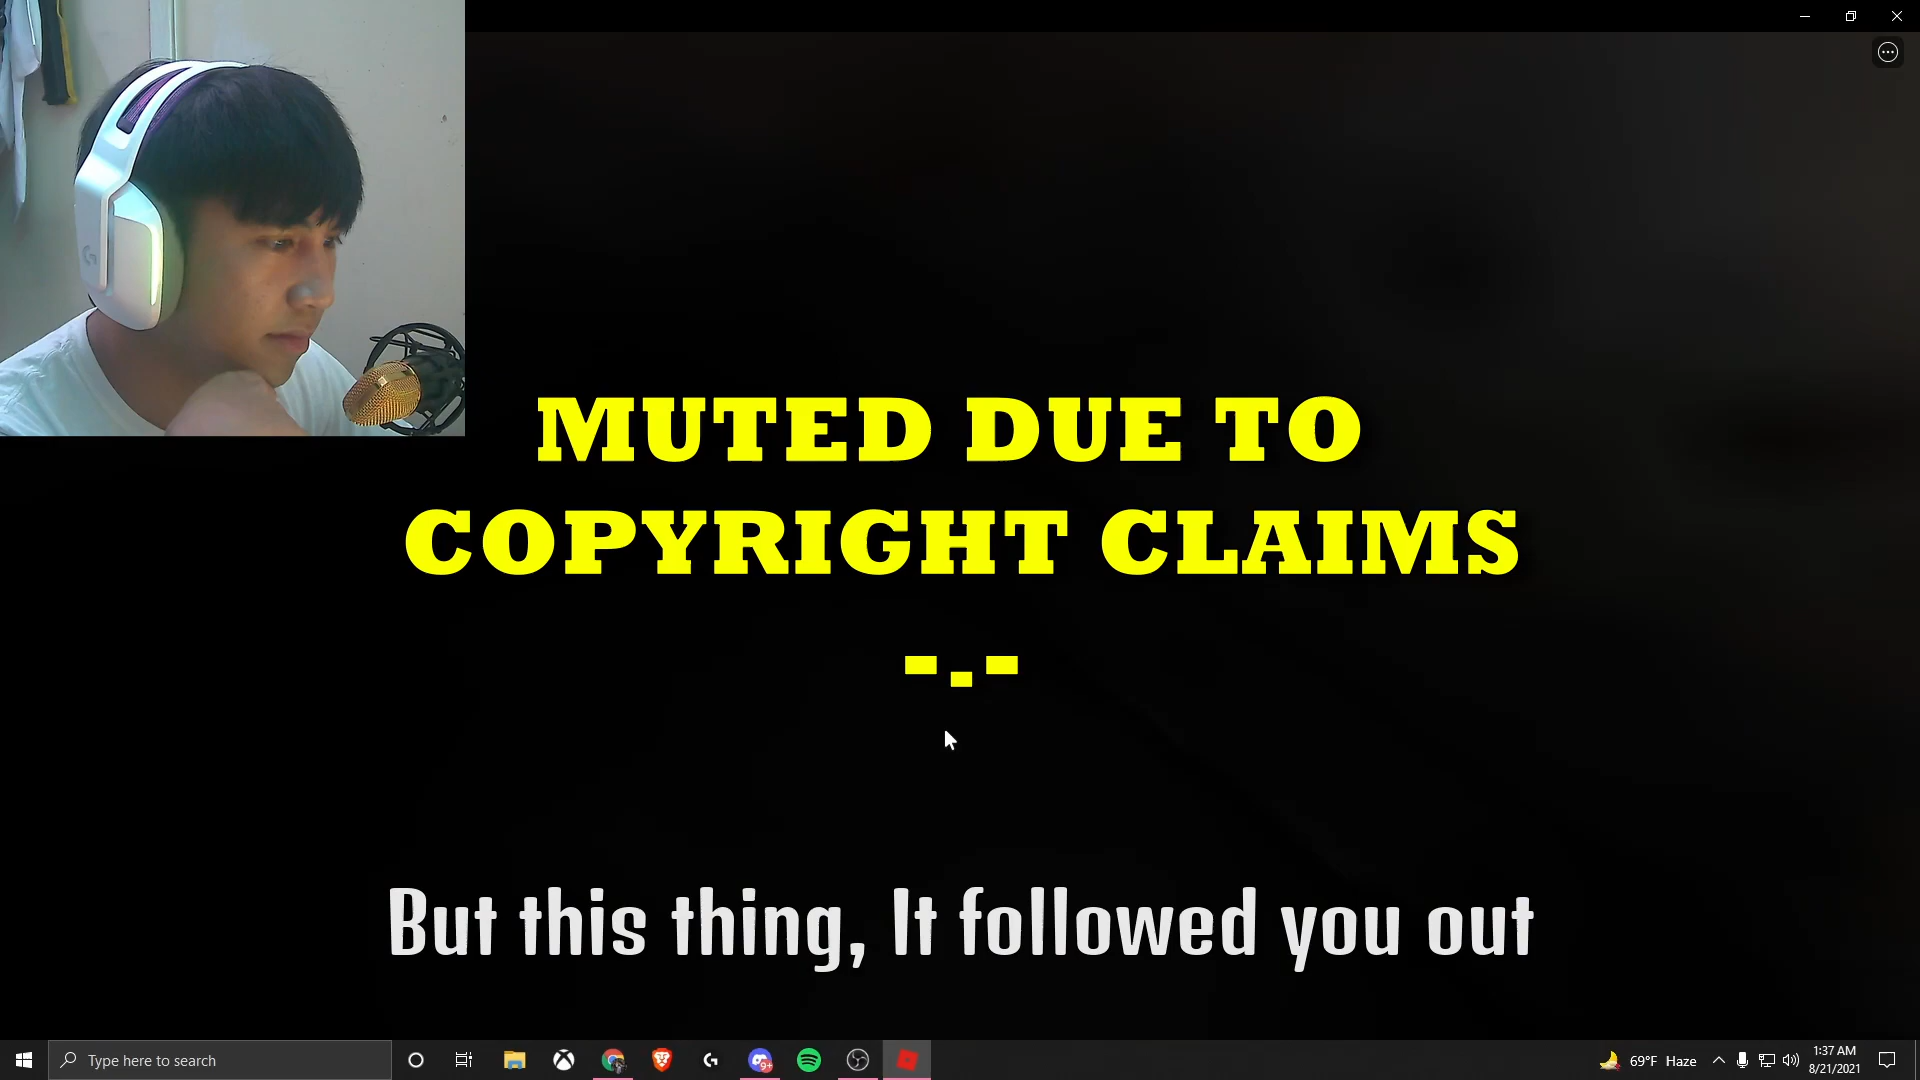 MUTED DUE TO
COPYRIGHT CLAIMS
-.-
But this thing, It followed you out
Type here to search
9+
69°F Haze
1:37 AM
8/21/2021